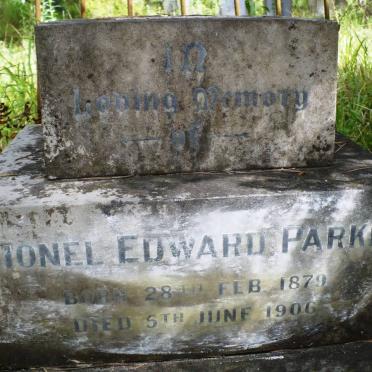 In
Loving Memory
of
LIONEL EDWARD PARK
BORN 28TH FEB. 1879
DIED 5TH JUNE 1906